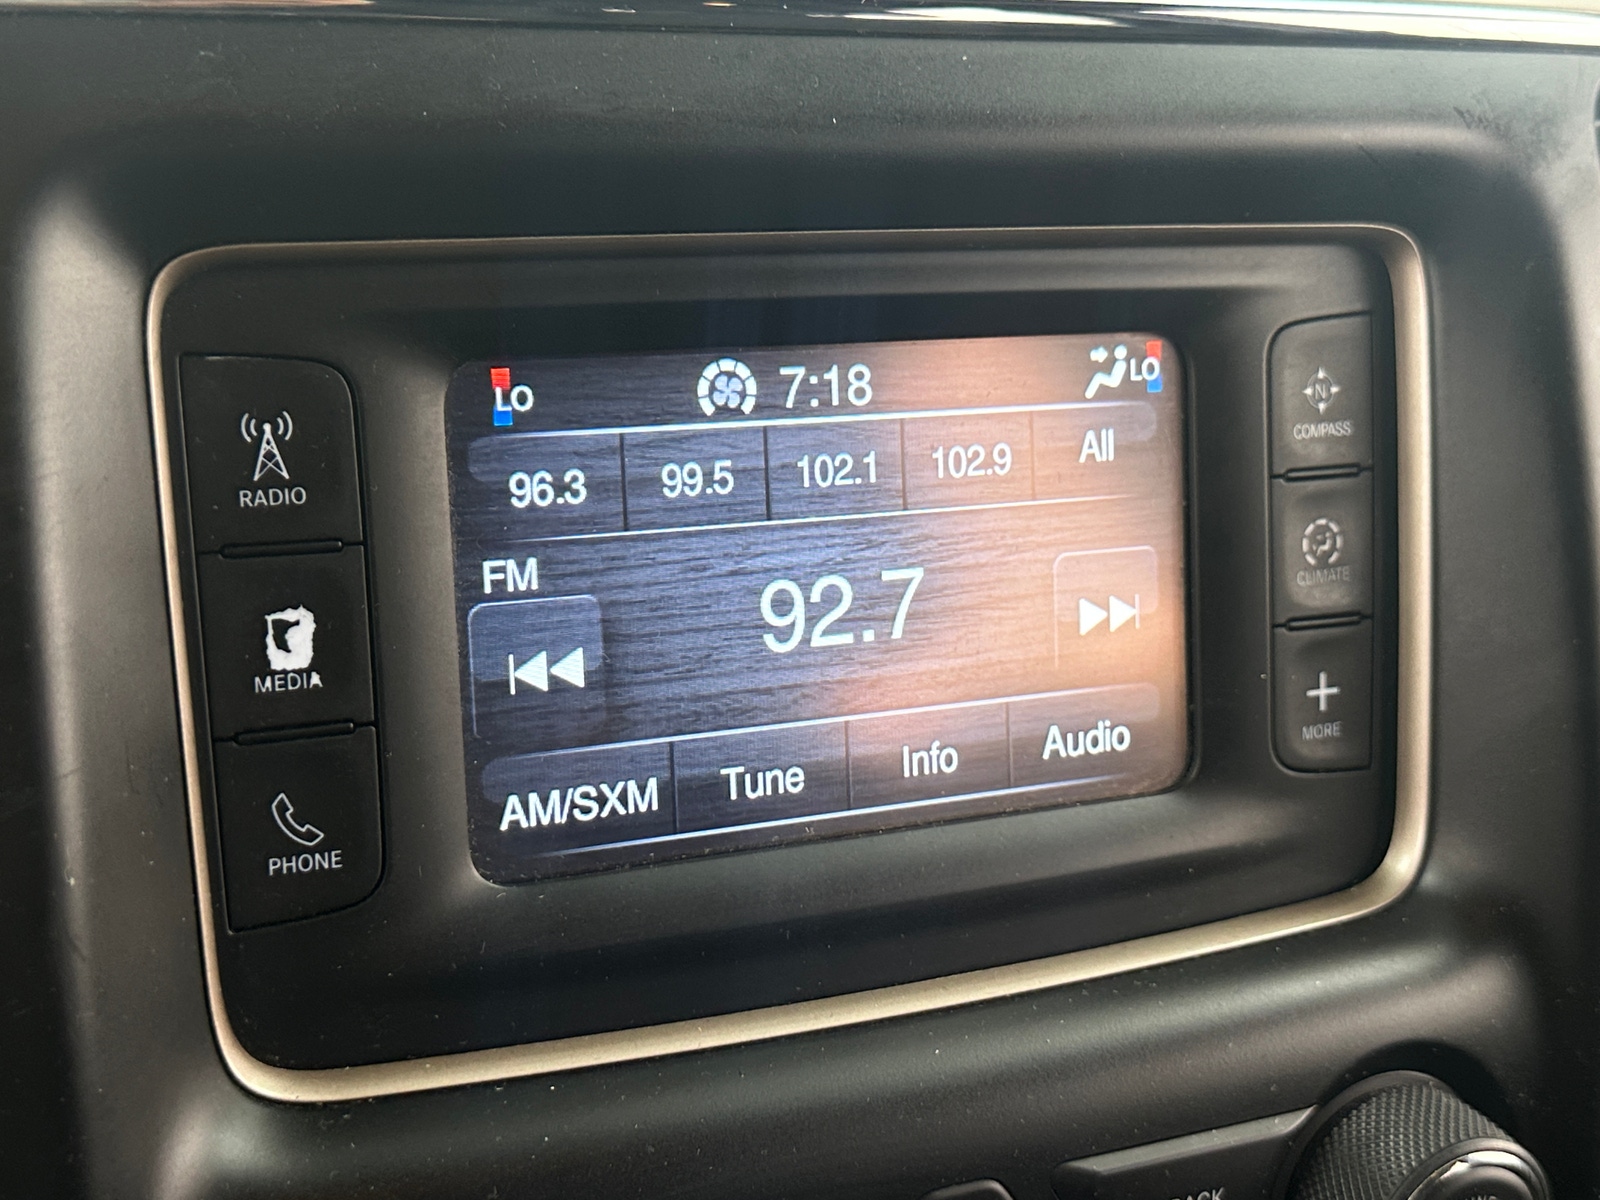 LO 7:18 LO
96.3 99.5 102.1 102.9 All
FM
92.7
AM/SXM Tune Info Audio
RADIO
MEDIA
PHONE
N
COMPASS
CLIMATE
MORE